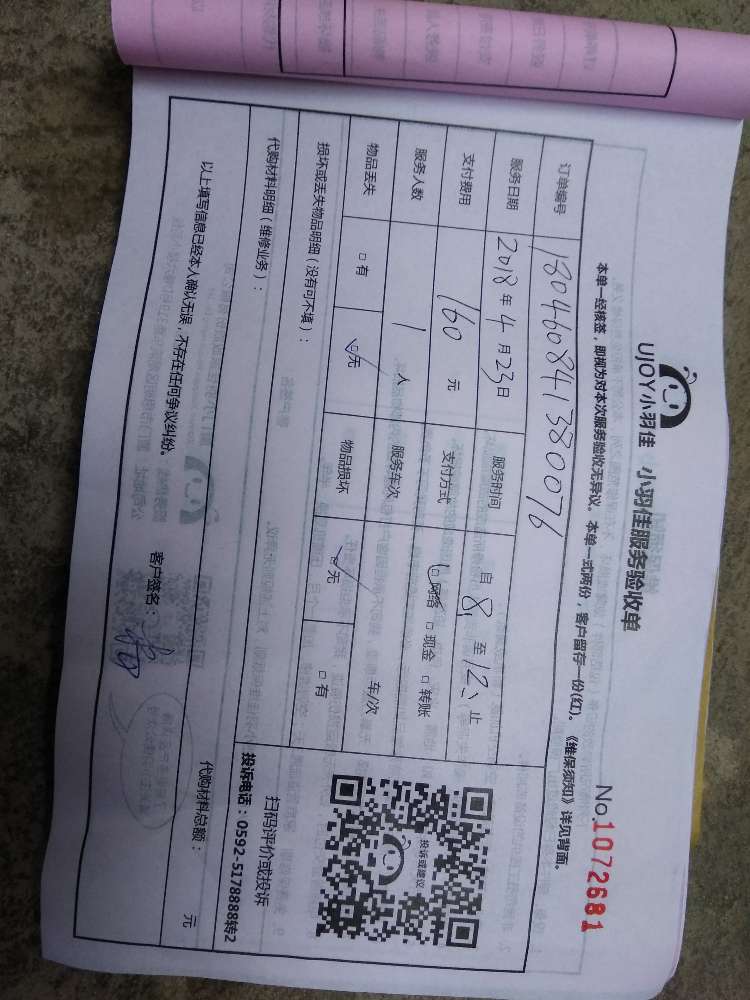 UJOY小羽佳 小羽佳服务验收单
No.1072681
本单一经核签，即视为对本次服务验收无异议。本单一式两份，客户留存一份(红)。《维保须知》详见背面。
订单编号 180460841380076
服务日期 2018年4月23日 服务时间 自8:至12:止
支付费用 160元 支付方式 □网络 □现金 □转账
服务人数 1人 服务车次 车/次
物品丢失 □有 □无 物品损坏 □无 □有
损坏或丢失物品明细（没有可不填）：
代购材料明细（维修业务）：
代购材料总额： 元
投诉或建议
扫码评价或投诉
投诉电话：0592-5178888转2
以上填写信息已经本人确认无误，不存在任何争议纠纷。 客户签名：